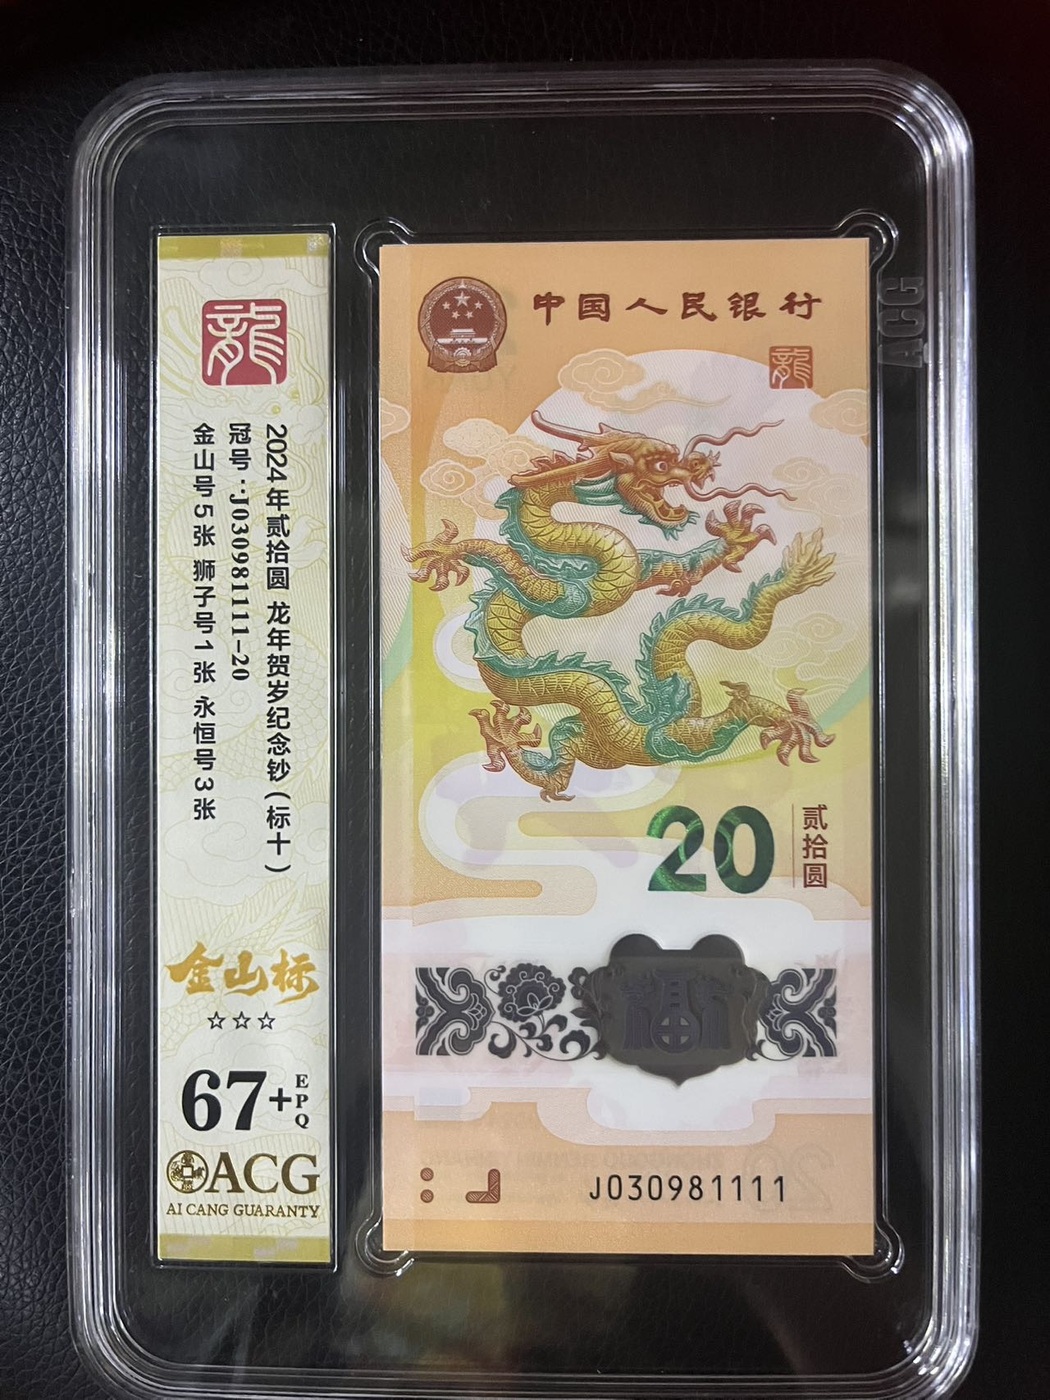 龍
2024年贰拾圆 龙年贺岁纪念钞(标十)
冠号:J030981111-20
金山号5张 狮子号1张 永恒号3张
金山标
☆☆☆
67+EPQ
ACG
AI CANG GUARANTY
中国人民银行
龍
20
贰拾圆
福
J030981111
ACG